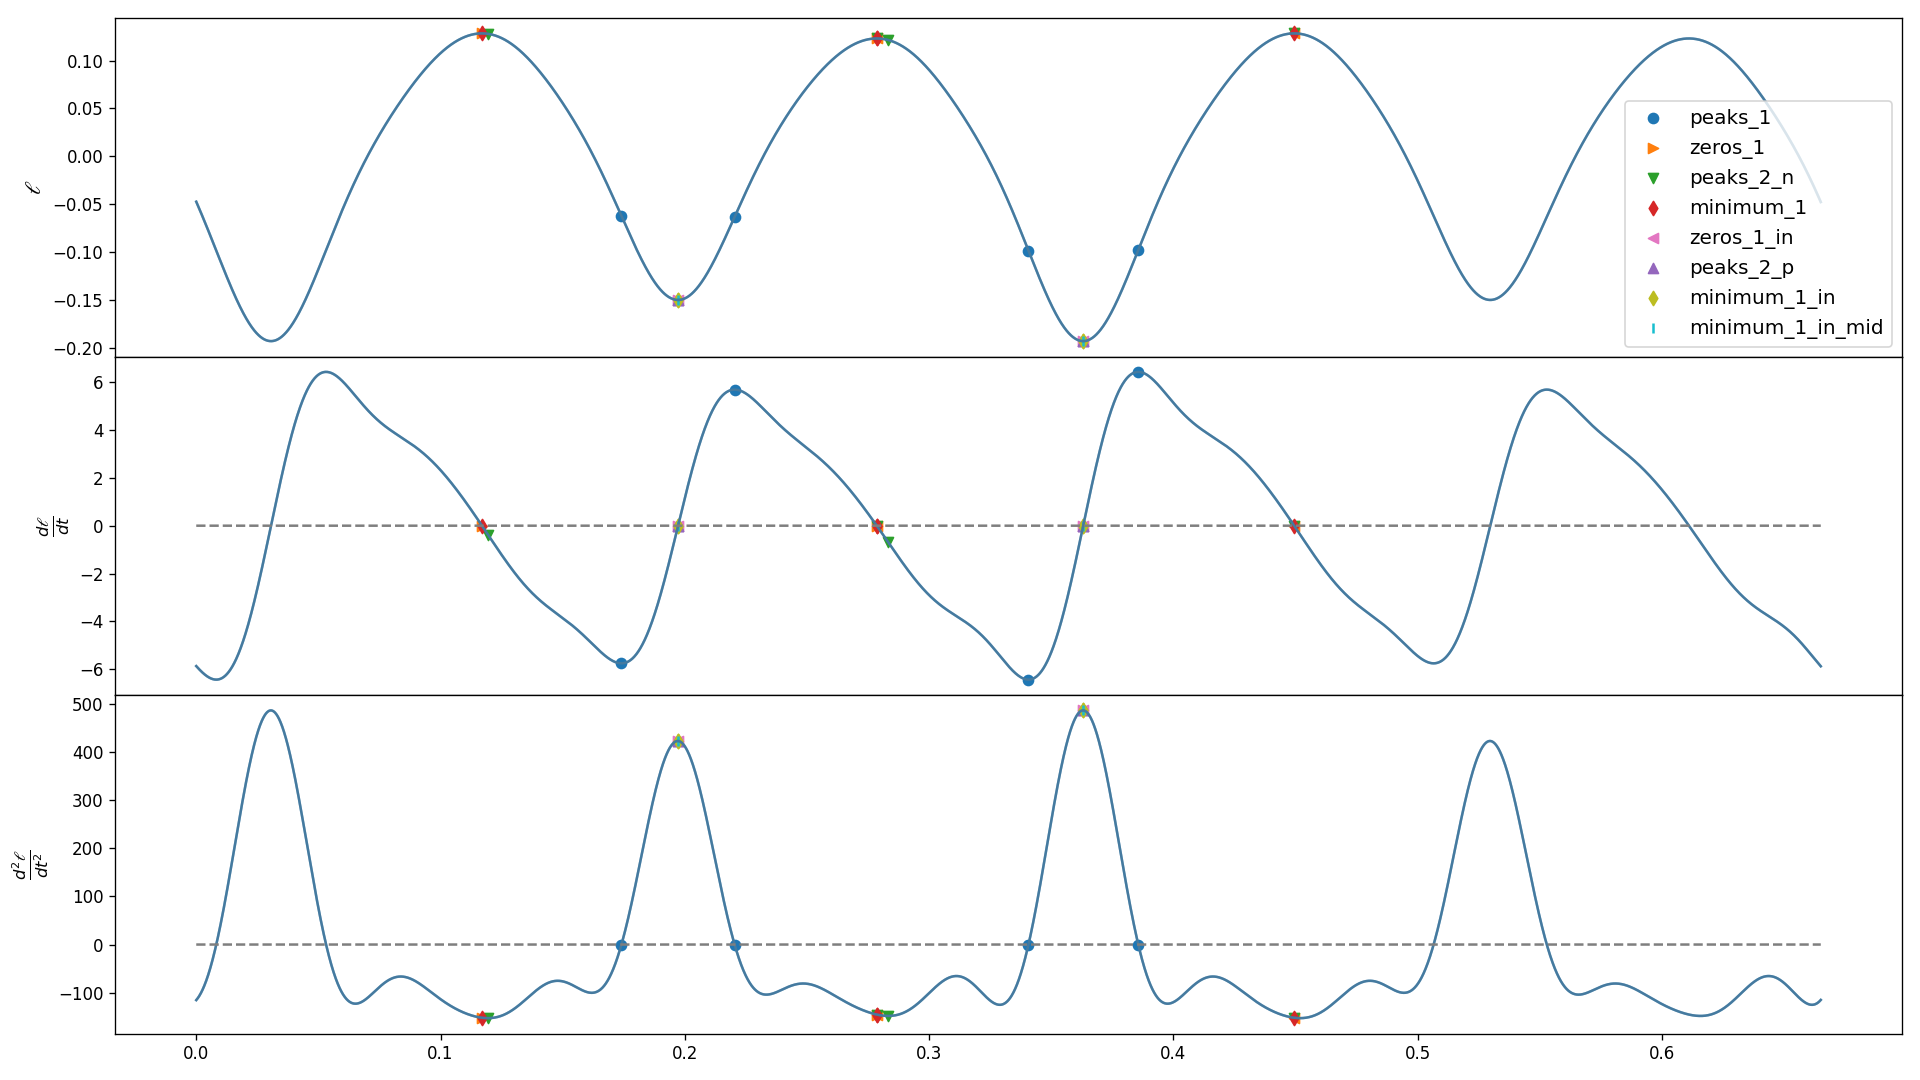 0.10
0.05
0.00
−0.05
−0.10
−0.15
−0.20
ℓ
peaks_1
zeros_1
peaks_2_n
minimum_1
zeros_1_in
peaks_2_p
minimum_1_in
minimum_1_in_mid
6
4
2
0
−2
−4
−6
dℓ
dt
500
400
300
200
100
0
−100
d²ℓ
dt²
0.0 0.1 0.2 0.3 0.4 0.5 0.6